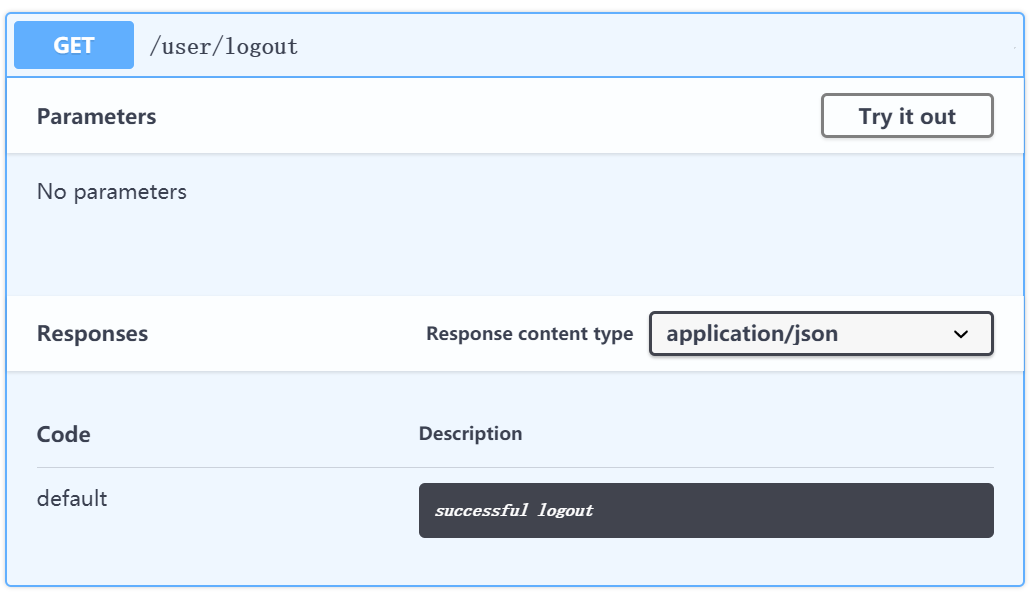 GET /user/logout
Parameters Try it out
No parameters
Responses Response content type application/json
Code Description
default successful logout